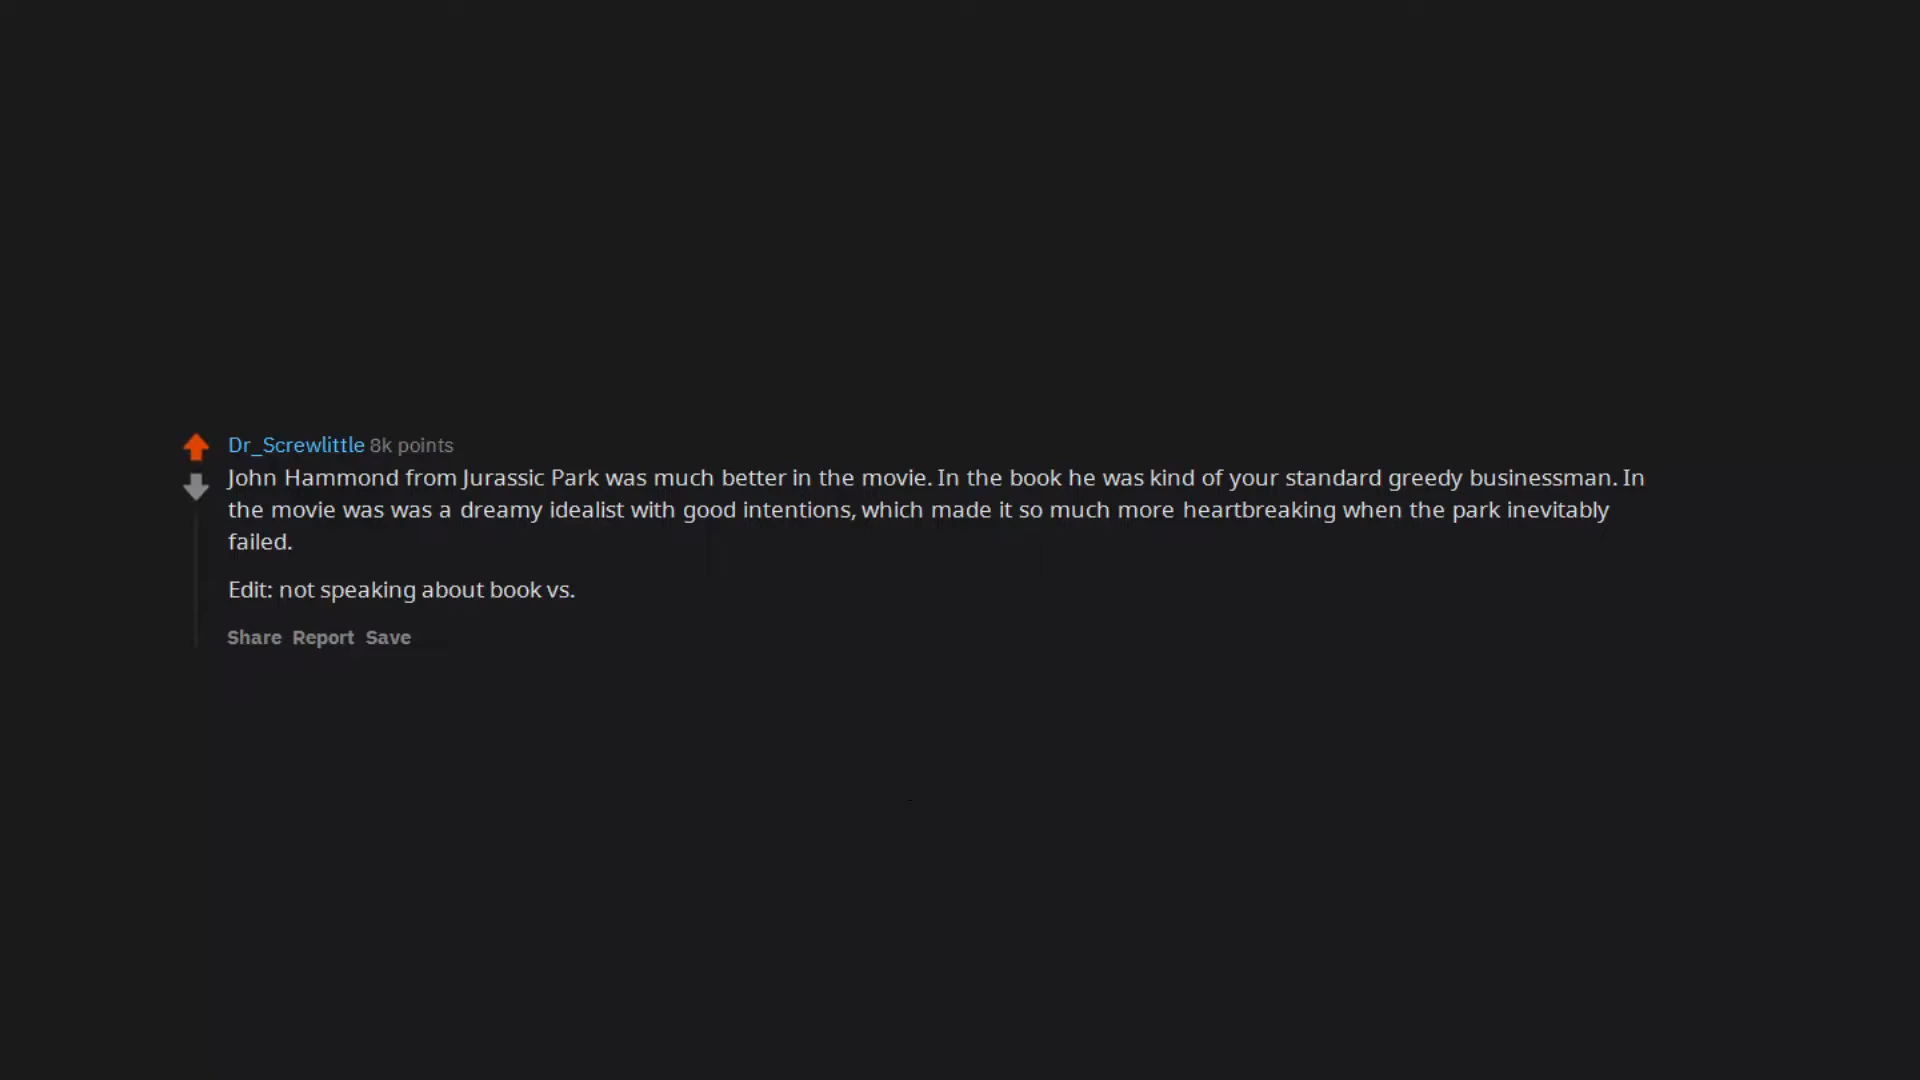 Dr_Screwlittle 8k points
John Hammond from Jurassic Park was much better in the movie. In the book he was kind of your standard greedy businessman. In
the movie was was a dreamy idealist with good intentions, which made it so much more heartbreaking when the park inevitably
failed.
Edit: not speaking about book vs.
Share Report Save